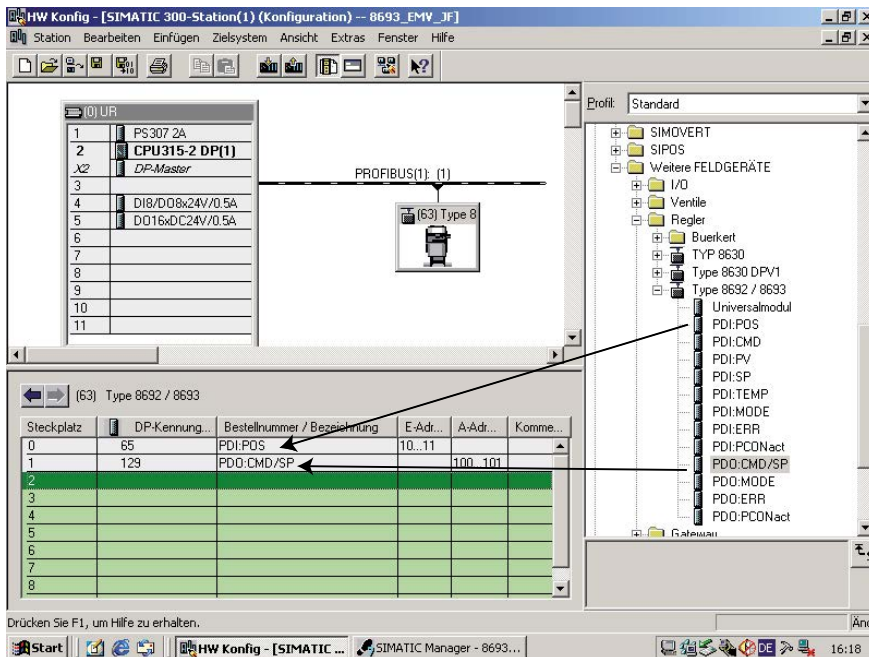 HW Konfig - [SIMATIC 300-Station(1) (Konfiguration) -- 8693_EMV_JF]
Station Bearbeiten Einfügen Zielsystem Ansicht Extras Fenster Hilfe
(0) UR
1 PS307 2A
2 CPU315-2 DP(1)
X2 DP-Master
3
4 DI8/DO8x24V/0.5A
5 DO16xDC24V/0.5A
6
7
8
9
10
11
PROFIBUS(1): (1)
(63) Type 8
Profil: Standard
SIMOVERT
SIPOS
Weitere FELDGERÄTE
I/O
Ventile
Regler
Buerkert
TYP 8630
Type 8630 DPV1
Type 8692 / 8693
Universalmodul
PDI:POS
PDI:CMD
PDI:PV
PDI:SP
PDI:TEMP
PDI:MODE
PDI:ERR
PDI:PCONact
PDO:CMD/SP
PDO:MODE
PDO:ERR
PDO:PCONact
Gateway
(63) Type 8692 / 8693
Steckplatz DP-Kennung... Bestellnummer / Bezeichnung E-Adr... A-Adr... Komme...
0 65 PDI:POS 10...11
1 129 PDO:CMD/SP 100...101
2
3
4
5
6
7
8
Drücken Sie F1, um Hilfe zu erhalten.
Änd
Start HW Konfig - [SIMATIC ... SIMATIC Manager - 8693... DE 16:18